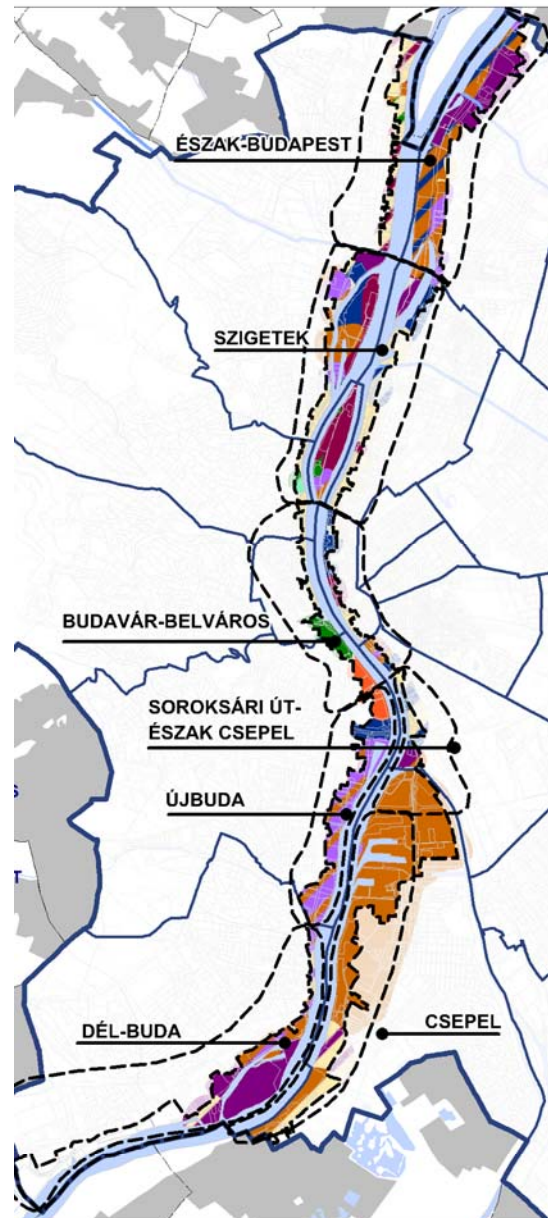 ÉSZAK-BUDAPEST
SZIGETEK
BUDAVÁR-BELVÁROS
SOROKSÁRI ÚT-
ÉSZAK CSEPEL
ÚJBUDA
S
T
DÉL-BUDA
CSEPEL